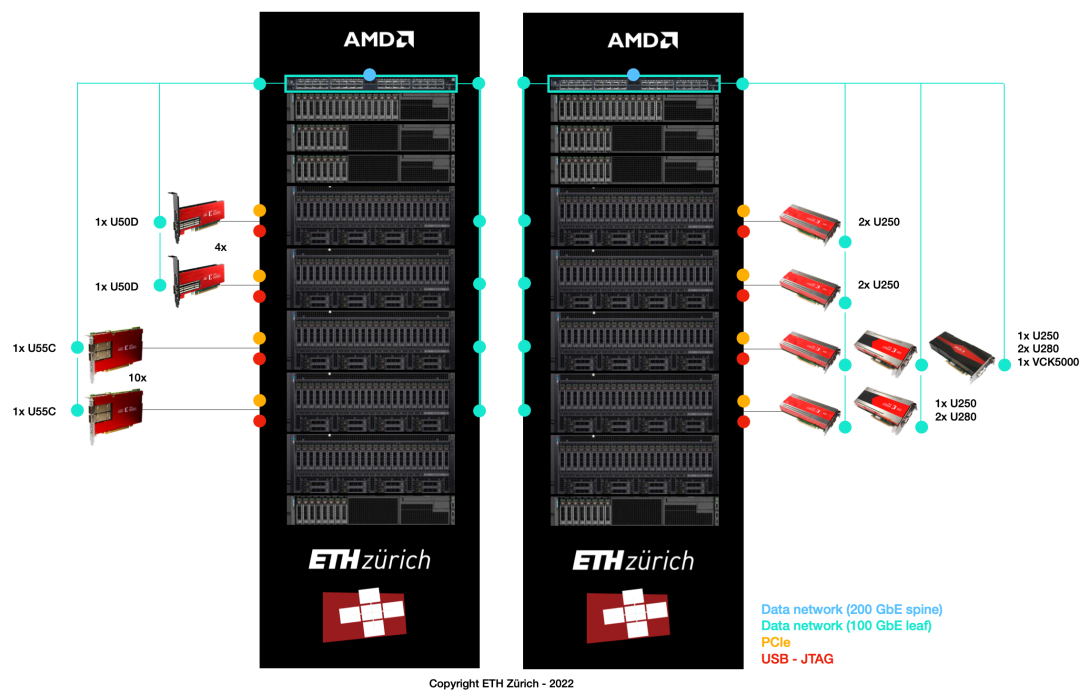 AMD
AMD
1x U50D
4x
1x U50D
1x U55C
10x
1x U55C
2x U250
2x U250
1x U250
2x U280
1x VCK5000
1x U250
2x U280
ETH zürich
ETH zürich
Data network (200 GbE spine)
Data network (100 GbE leaf)
PCIe
USB - JTAG
Copyright ETH Zürich - 2022